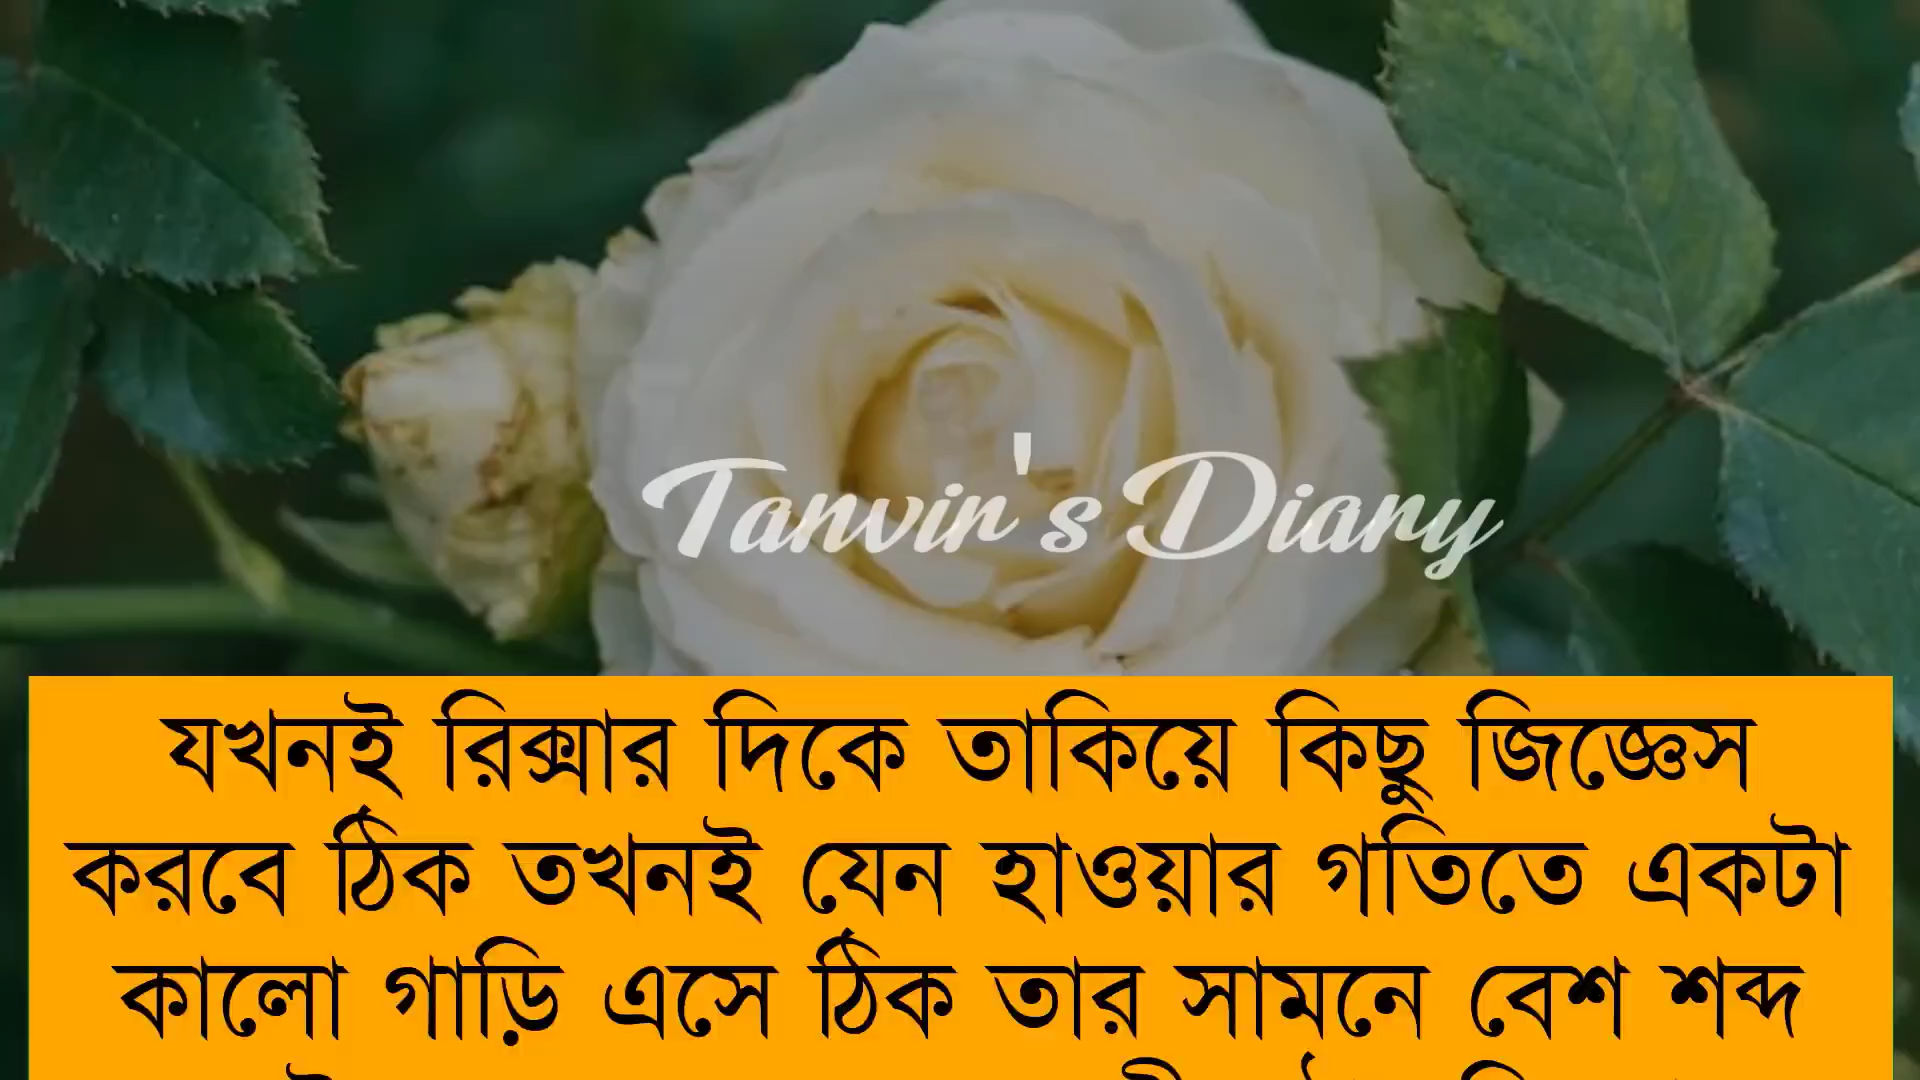 Tanvir's Diary
যখনই রিক্সার দিকে তাকিয়ে কিছু জিজ্ঞেস
করবে ঠিক তখনই যেন হাওয়ার গতিতে একটা
কালো গাড়ি এসে ঠিক তার সামনে বেশ শব্দ